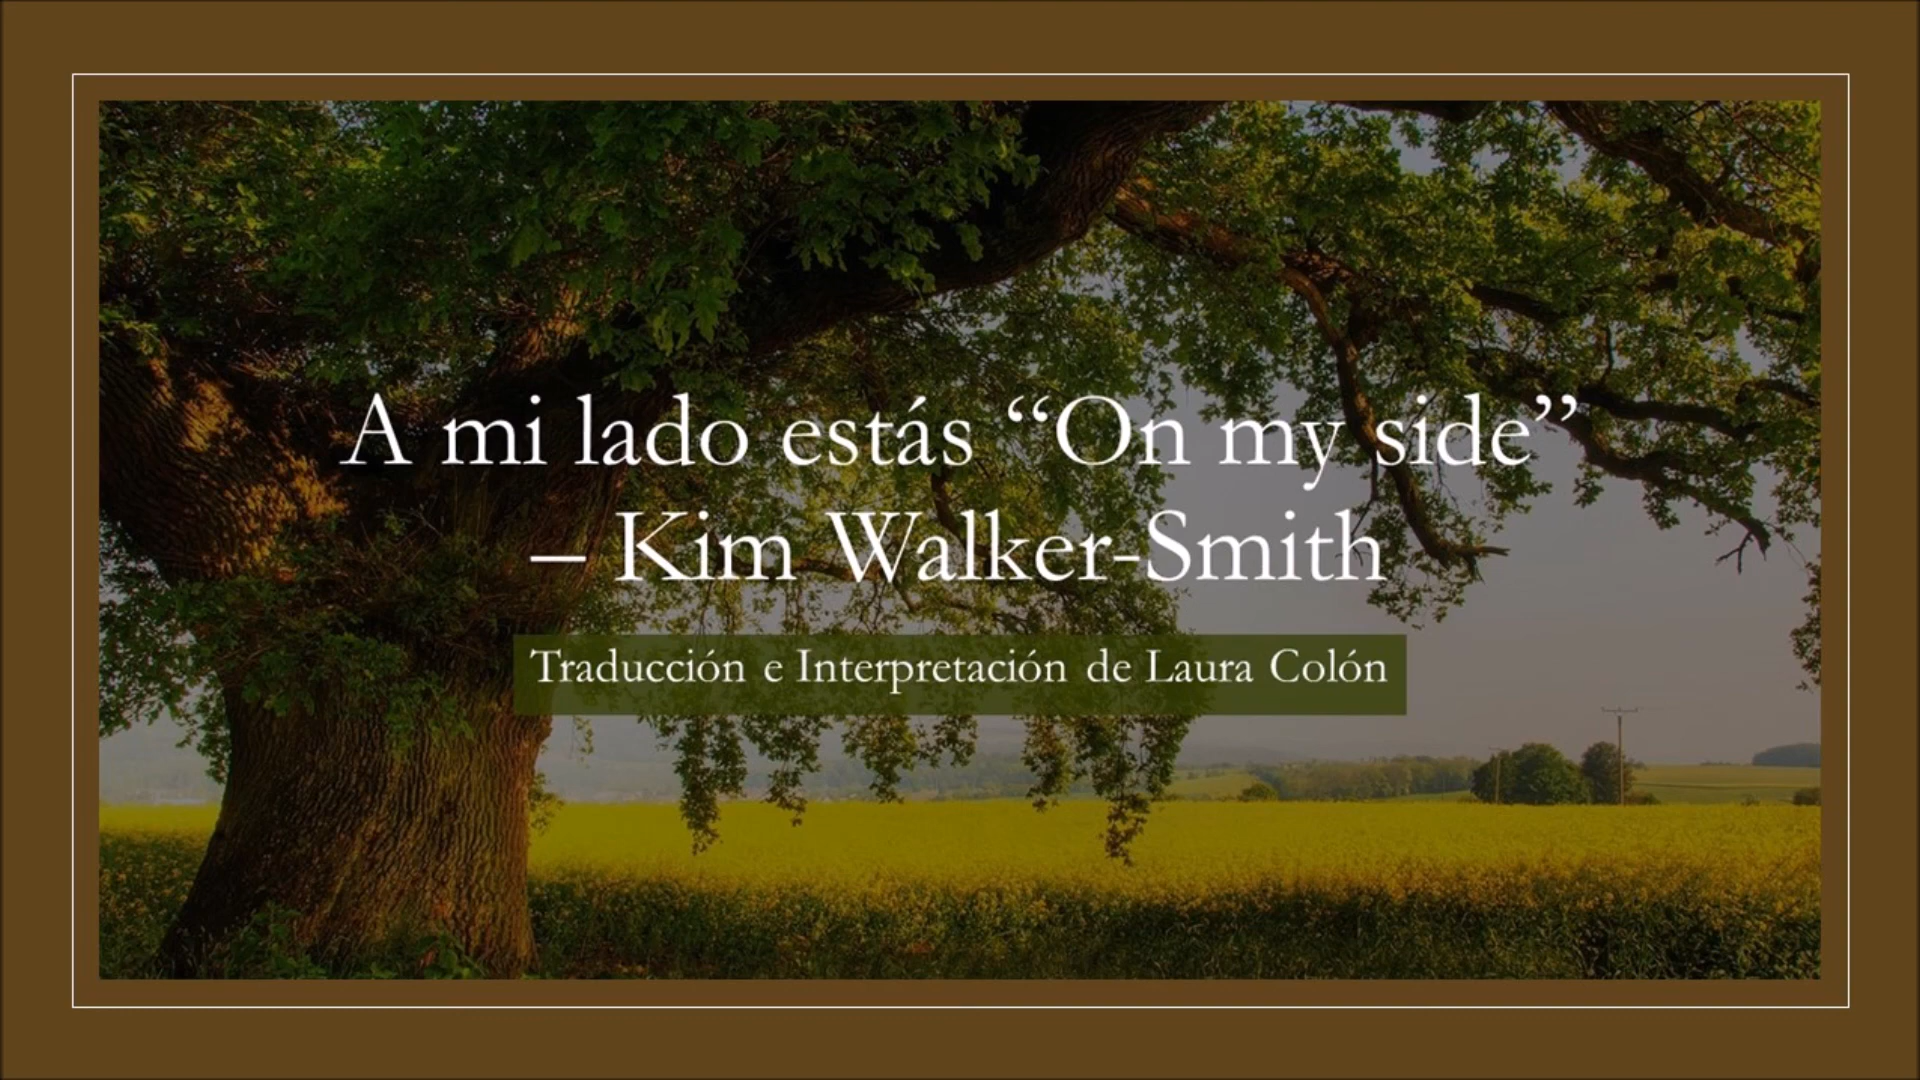 A mi lado estás “On my side”
– Kim Walker-Smith
Traducción e Interpretación de Laura Colón